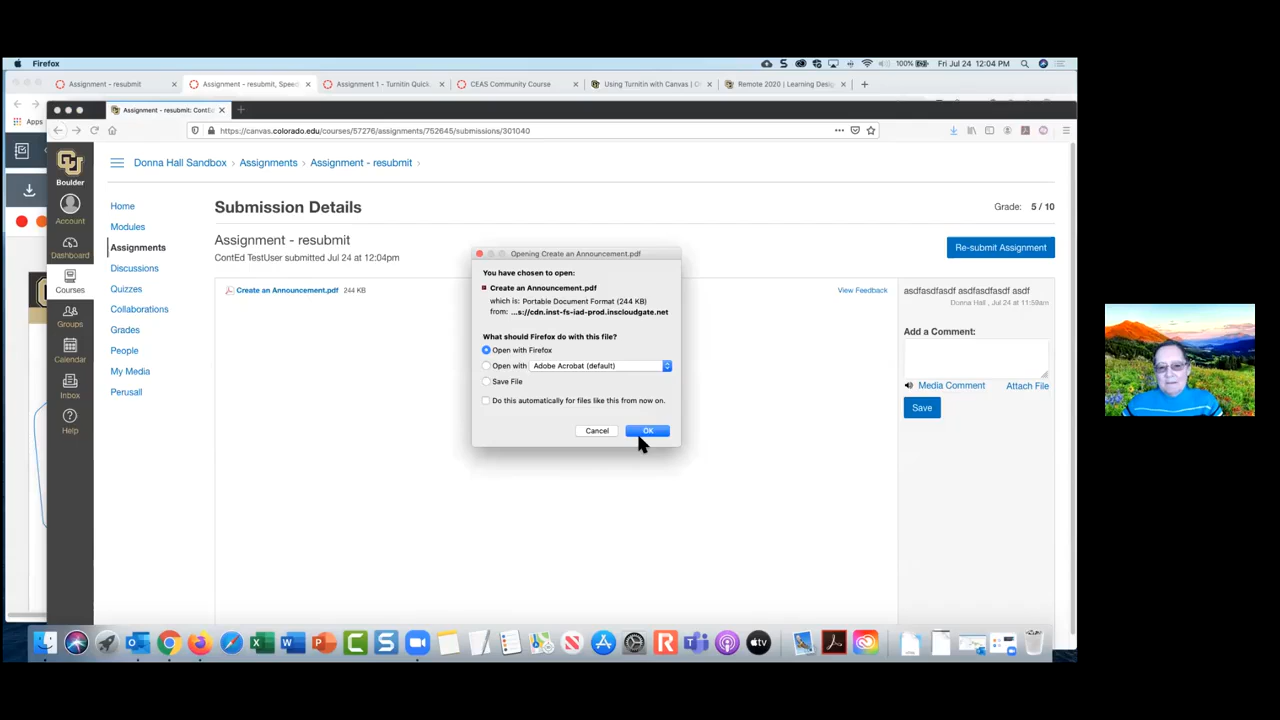 Firefox
100%
Fri Jul 24 12:04 PM
Assignment - resubmit
Assignment - resubmit, Speed
Assignment 1 - Turnitin Quick
CEAS Community Course
Using Turnitin with Canvas | O
Remote 2020 | Learning Desig
Apps
Assignment - resubmit: ContEd
https://canvas.colorado.edu/courses/57276/assignments/752645/submissions/301040
Boulder
Account
Dashboard
Courses
Groups
Calendar
Inbox
Help
Donna Hall Sandbox
Assignments
Assignment - resubmit
Home
Modules
Assignments
Discussions
Quizzes
Collaborations
Grades
People
My Media
Perusall
Submission Details
Grade: 5 / 10
Assignment - resubmit
ContEd TestUser submitted Jul 24 at 12:04pm
Re-submit Assignment
Create an Announcement.pdf 244 KB
View Feedback
asdfasdfasdf asdfasdfasdf asdf
Donna Hall , Jul 24 at 11:59am
Add a Comment:
Media Comment
Attach File
Save
Opening Create an Announcement.pdf
You have chosen to open:
Create an Announcement.pdf
which is: Portable Document Format (244 KB)
from: ...s://cdn.inst-fs-iad-prod.inscloudgate.net
What should Firefox do with this file?
Open with Firefox
Open with Adobe Acrobat (default)
Save File
Do this automatically for files like this from now on.
Cancel
OK